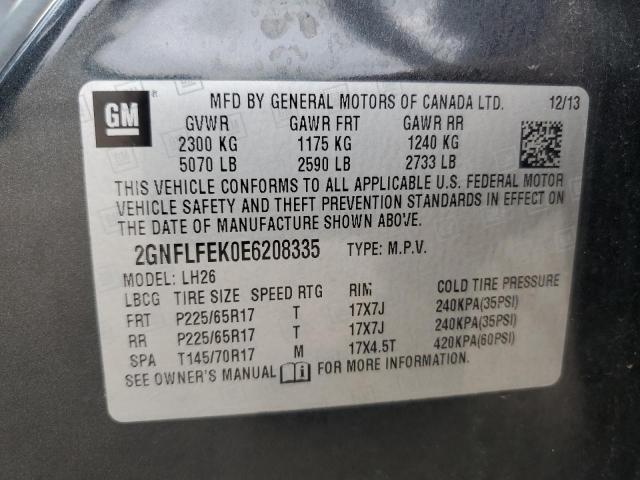 GM ® MFD BY GENERAL MOTORS OF CANADA LTD. 12/13
GVWR GAWR FRT GAWR RR
2300 KG 1175 KG 1240 KG
5070 LB 2590 LB 2733 LB
THIS VEHICLE CONFORMS TO ALL APPLICABLE U.S. FEDERAL MOTOR
VEHICLE SAFETY AND THEFT PREVENTION STANDARDS IN EFFECT ON
THE DATE OF MANUFACTURE SHOWN ABOVE.
2GNFLFEK0E6208335 TYPE: M.P.V.
MODEL: LH26
LBCG TIRE SIZE SPEED RTG RIM COLD TIRE PRESSURE
FRT P225/65R17 T 17X7J 240KPA(35PSI)
RR P225/65R17 T 17X7J 240KPA(35PSI)
SPA T145/70R17 M 17X4.5T 420KPA(60PSI)
SEE OWNER'S MANUAL FOR MORE INFORMATION.